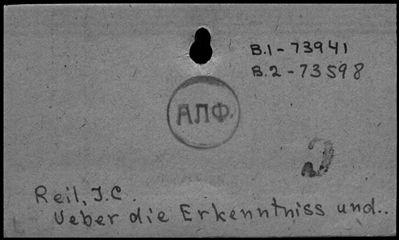 B.1-73941
B.2-73598
АЛФ.
Reil, J.C.
Ueber die Erkenntniss und..